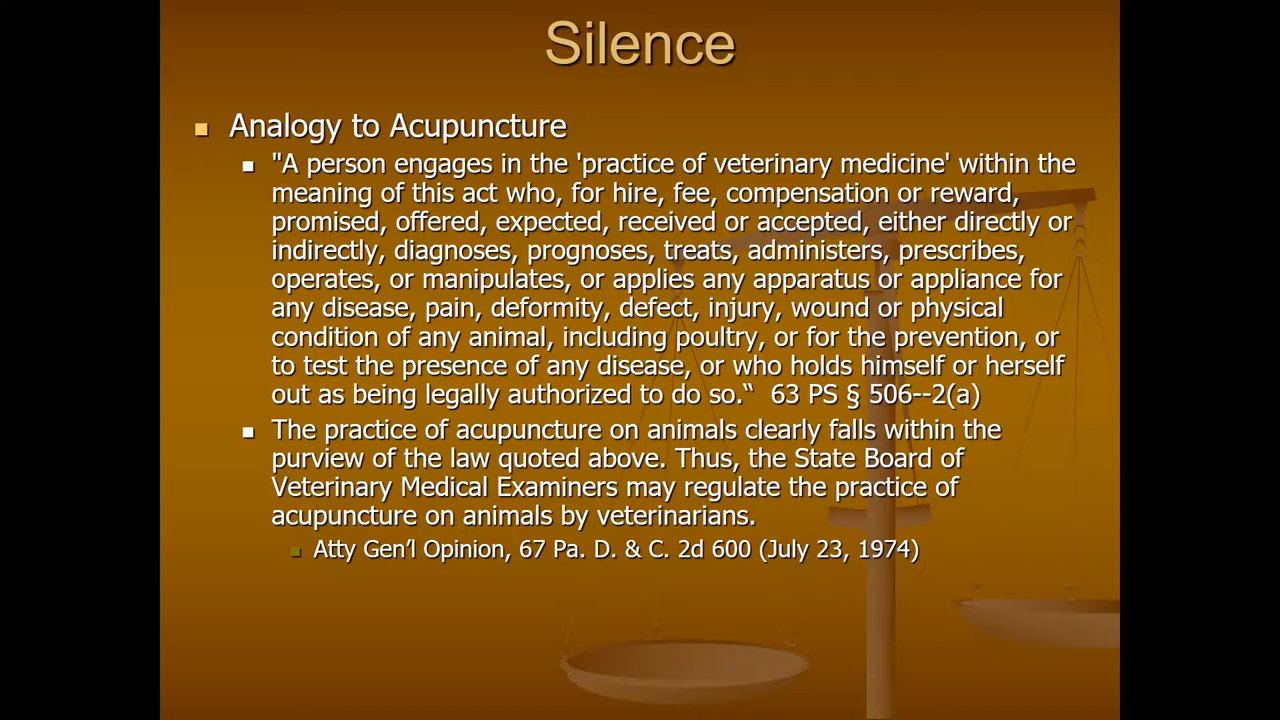 Silence
Analogy to Acupuncture
"A person engages in the 'practice of veterinary medicine' within the
meaning of this act who, for hire, fee, compensation or reward,
promised, offered, expected, received or accepted, either directly or
indirectly, diagnoses, prognoses, treats, administers, prescribes,
operates, or manipulates, or applies any apparatus or appliance for
any disease, pain, deformity, defect, injury, wound or physical
condition of any animal, including poultry, or for the prevention, or
to test the presence of any disease, or who holds himself or herself
out as being legally authorized to do so.“ 63 PS § 506--2(a)
The practice of acupuncture on animals clearly falls within the
purview of the law quoted above. Thus, the State Board of
Veterinary Medical Examiners may regulate the practice of
acupuncture on animals by veterinarians.
Atty Gen’l Opinion, 67 Pa. D. & C. 2d 600 (July 23, 1974)